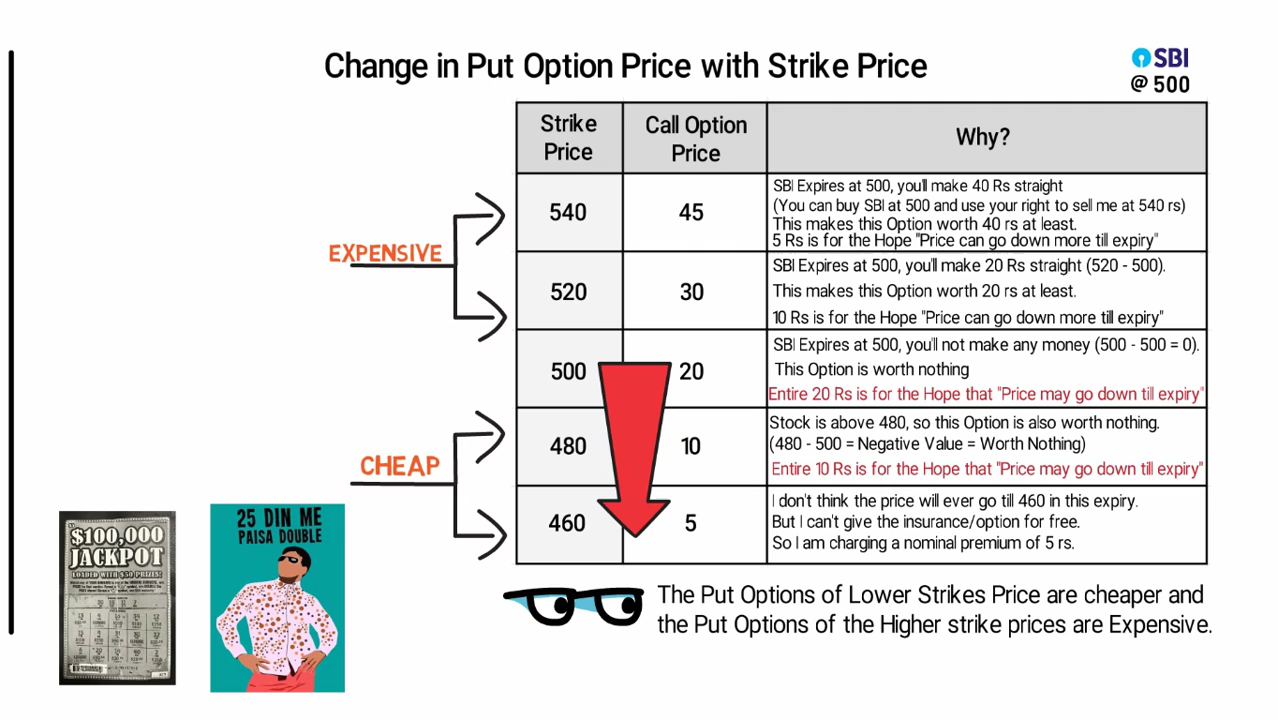 Change in Put Option Price with Strike Price
SBI
@ 500
Strike
Price
Call Option
Price
Why?
EXPENSIVE
540
45
SBI Expires at 500, you'll make 40 Rs straight
(You can buy SBI at 500 and use your right to sell me at 540 rs)
This makes this Option worth 40 rs at least.
5 Rs is for the Hope "Price can go down more till expiry"
520
30
SBI Expires at 500, you'll make 20 Rs straight (520 - 500).
This makes this Option worth 20 rs at least.
10 Rs is for the Hope "Price can go down more till expiry"
500
20
SBI Expires at 500, you'll not make any money (500 - 500 = 0).
This Option is worth nothing
Entire 20 Rs is for the Hope that "Price may go down till expiry"
CHEAP
480
10
Stock is above 480, so this Option is also worth nothing.
(480 - 500 = Negative Value = Worth Nothing)
Entire 10 Rs is for the Hope that "Price may go down till expiry"
460
5
I don't think the price will ever go till 460 in this expiry.
But I can't give the insurance/option for free.
So I am charging a nominal premium of 5 rs.
$100,000
JACKPOT
LOADED WITH $50 PRIZES!
25 DIN ME
PAISA DOUBLE
The Put Options of Lower Strikes Price are cheaper and
the Put Options of the Higher strike prices are Expensive.